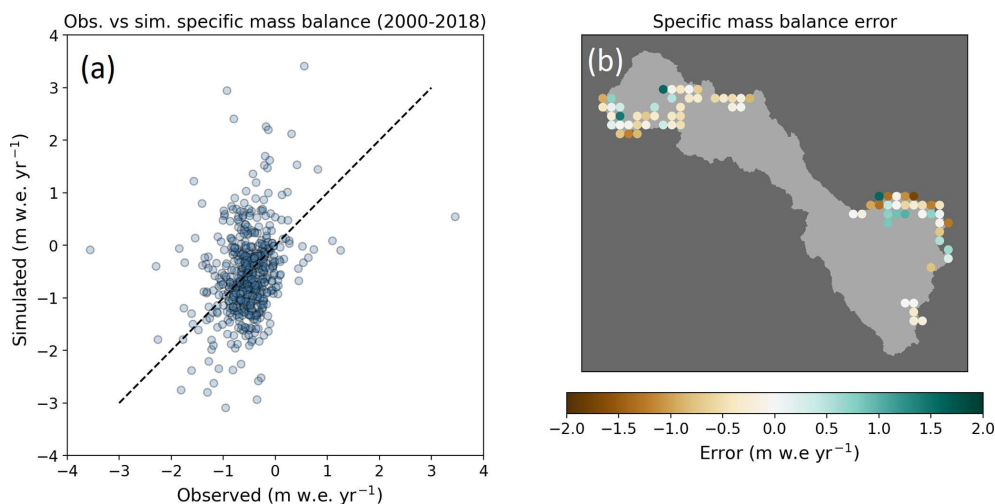 Obs. vs sim. specific mass balance (2000-2018)
(a)
4
3
2
1
0
−1
−2
−3
−4
Simulated (m w.e. yr⁻¹)
−4 −3 −2 −1 0 1 2 3 4
Observed (m w.e. yr⁻¹)
Specific mass balance error
(b)
−2.0 −1.5 −1.0 −0.5 0.0 0.5 1.0 1.5 2.0
Error (m w.e yr⁻¹)